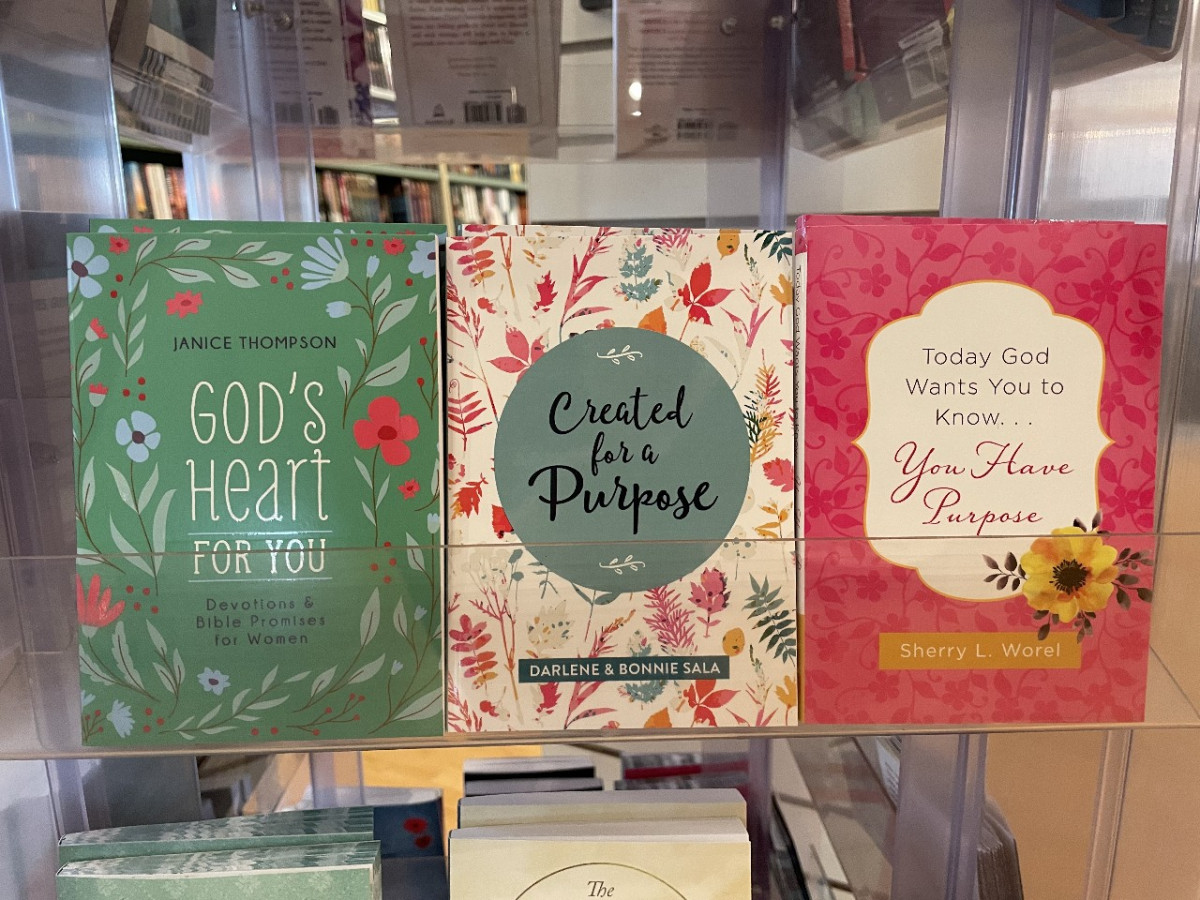 JANICE THOMPSON
GOD'S
Heart
FOR YOU
Devotions &
Bible Promises
for Women
Created
for a
Purpose
DARLENE & BONNIE SALA
Today God
Wants You to
Know...
You Have
Purpose
Sherry L. Worel
The